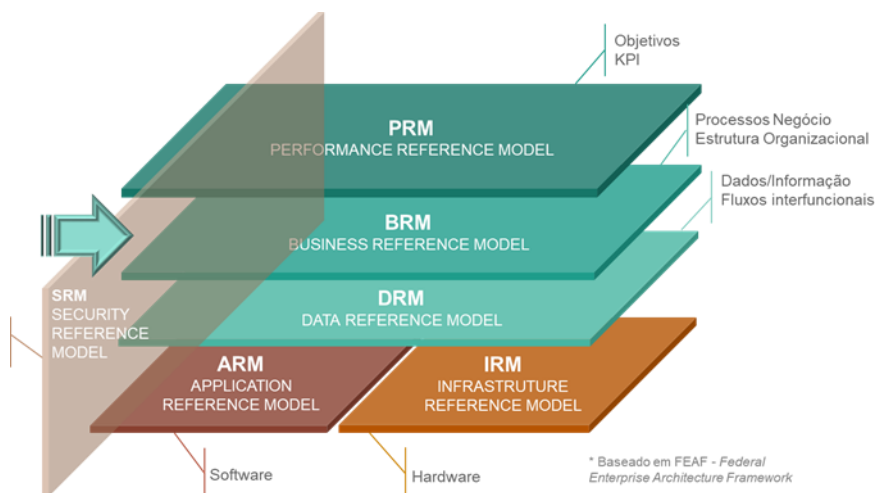 Objetivos
KPI
PRM
PERFORMANCE REFERENCE MODEL
Processos Negócio
Estrutura Organizacional
Dados/Informação
Fluxos interfuncionais
BRM
BUSINESS REFERENCE MODEL
SRM
SECURITY
REFERENCE
MODEL
DRM
DATA REFERENCE MODEL
ARM
APPLICATION
REFERENCE MODEL
IRM
INFRASTRUTURE
REFERENCE MODEL
Software
Hardware
* Baseado em FEAF - Federal
Enterprise Architecture Framework